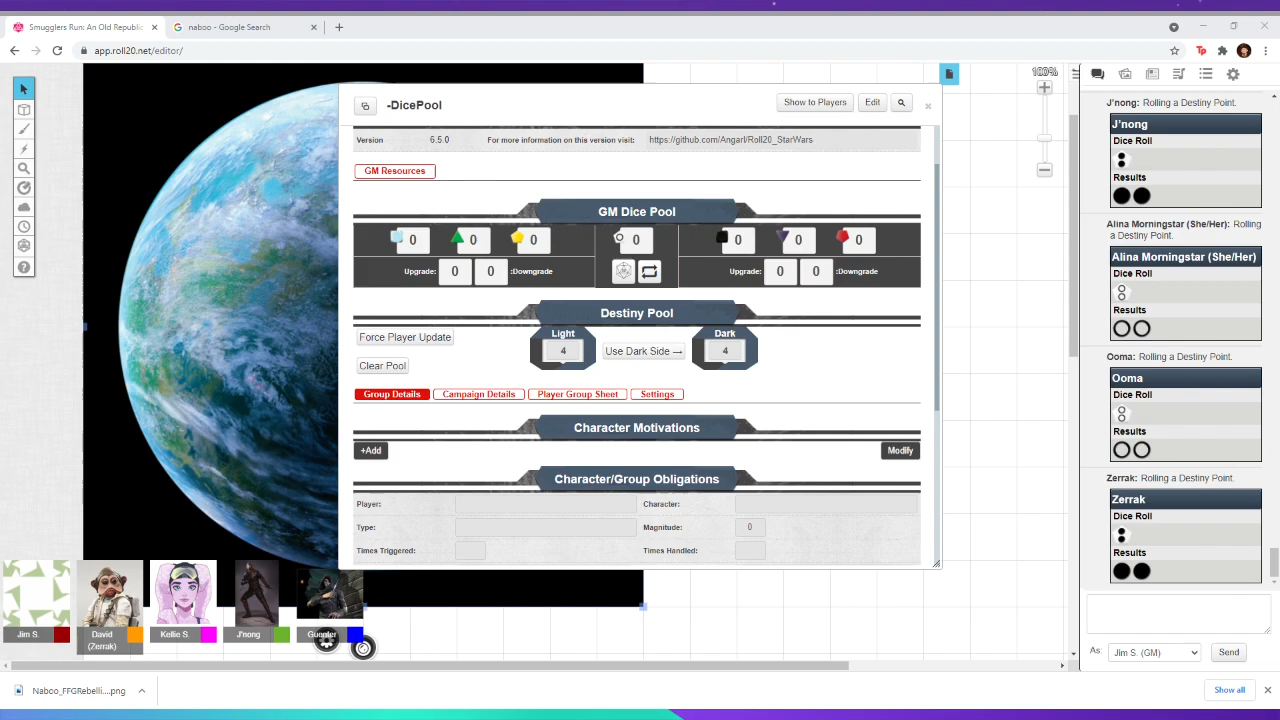 Smugglers Run: An Old Republic
naboo - Google Search
app.roll20.net/editor/
-DicePool
Show to Players
Edit
Version
6.5.0
For more information on this version visit:
https://github.com/Angarl/Roll20_StarWars
GM Resources
GM Dice Pool
0
0
0
0
0
0
0
Upgrade:
0
0
:Downgrade
Upgrade:
0
0
:Downgrade
Destiny Pool
Force Player Update
Clear Pool
Light
4
Use Dark Side →
Dark
4
Group Details
Campaign Details
Player Group Sheet
Settings
Character Motivations
+Add
Modify
Character/Group Obligations
Player:
Character:
Type:
Magnitude:
0
Times Triggered:
Times Handled:
100%
J'nong: Rolling a Destiny Point.
J'nong
Dice Roll
Results
Alina Morningstar (She/Her): Rolling
a Destiny Point.
Alina Morningstar (She/Her)
Dice Roll
Results
Ooma: Rolling a Destiny Point.
Ooma
Dice Roll
Results
Zerrak: Rolling a Destiny Point.
Zerrak
Dice Roll
Results
As:
Jim S. (GM)
Send
Jim S.
David
(Zerrak)
Kellie S.
J'nong
Guenter
Naboo_FFGRebelli....png
Show all